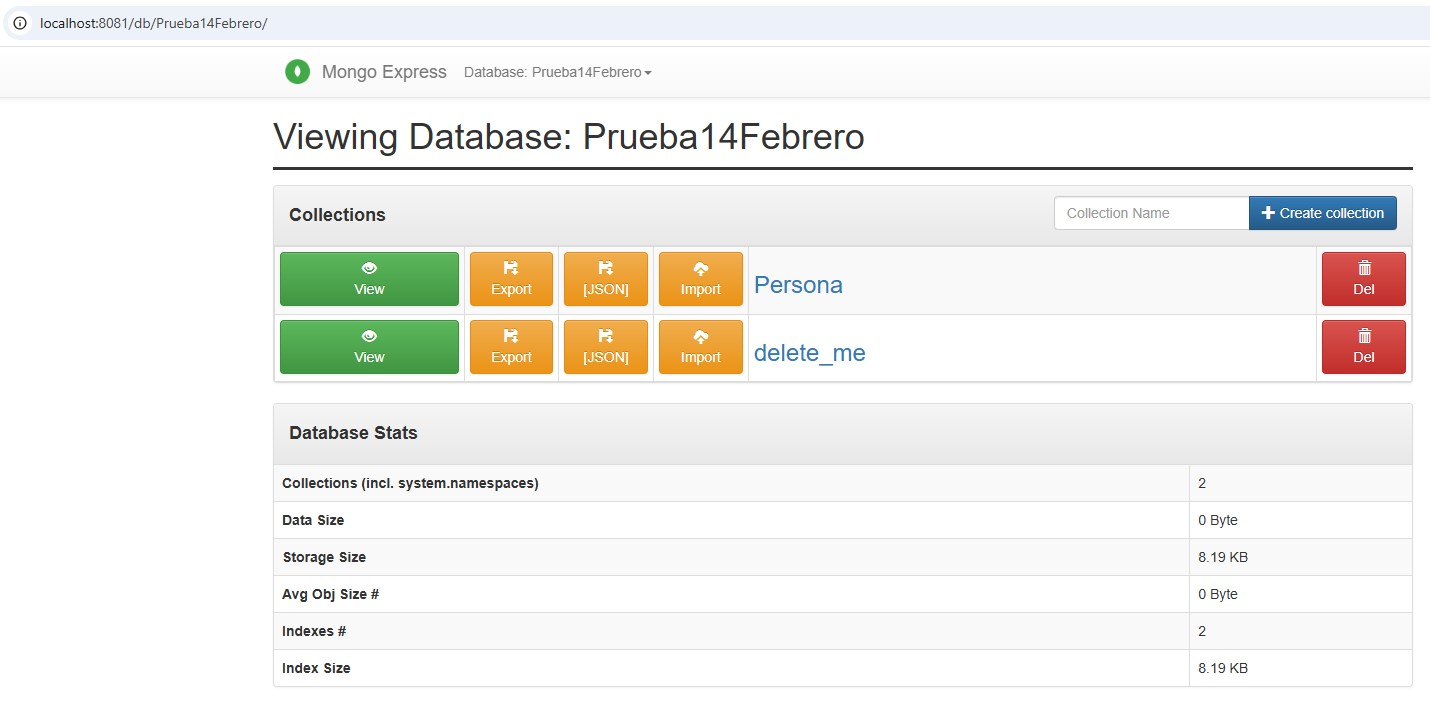 localhost:8081/db/Prueba14Febrero/
Mongo Express Database: Prueba14Febrero
Viewing Database: Prueba14Febrero
Collections Collection Name Create collection
View Export [JSON] Import Persona Del
View Export [JSON] Import delete_me Del
Database Stats
Collections (incl. system.namespaces) 2
Data Size 0 Byte
Storage Size 8.19 KB
Avg Obj Size # 0 Byte
Indexes # 2
Index Size 8.19 KB